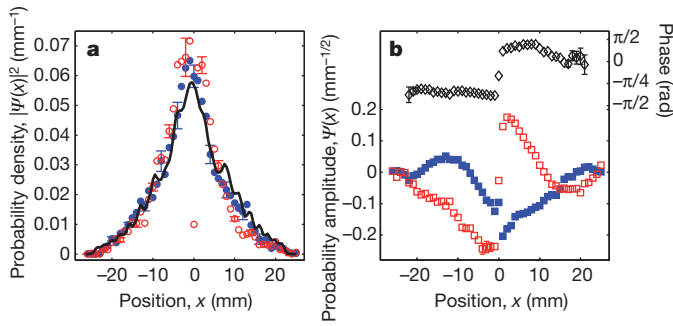 a
Probability density, |Ψ(x)|² (mm⁻¹)
0.07
0.06
0.05
0.04
0.03
0.02
0.01
0
−20
−10
0
10
20
Position, x (mm)
b
Probability amplitude, Ψ(x) (mm⁻¹/²)
0.2
0.1
0
−0.1
−0.2
π/2
0
−π/4
−π/2
Phase (rad)
−20
0
10
20
Position, x (mm)